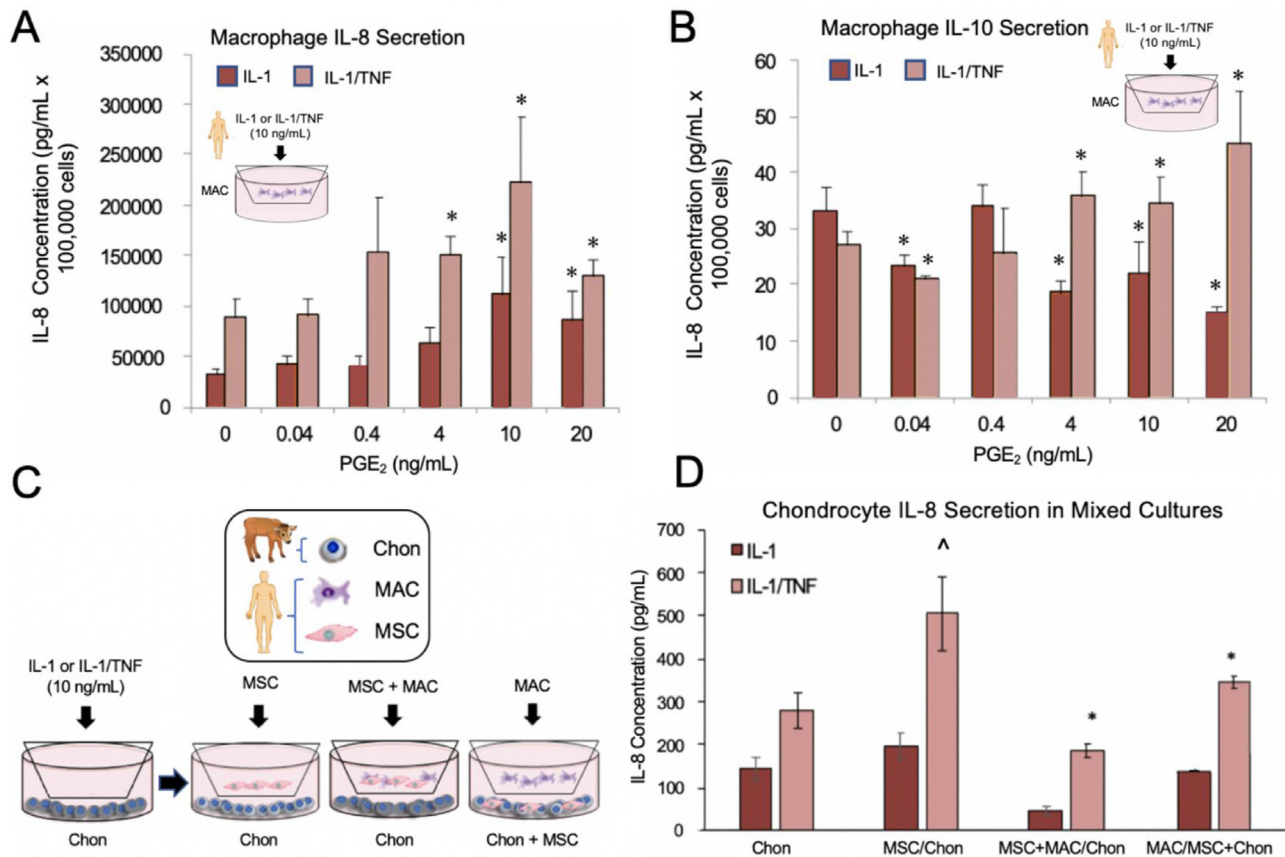 A
Macrophage IL-8 Secretion
IL-1
IL-1/TNF
IL-1 or IL-1/TNF
(10 ng/mL)
MAC
IL-8 Concentration (pg/mL x
100,000 cells)
350000
300000
250000
200000
150000
100000
50000
0
* * * * *
0 0.04 0.4 4 10 20
PGE2 (ng/mL)
B
Macrophage IL-10 Secretion
IL-1
IL-1/TNF
IL-1 or IL-1/TNF
(10 ng/mL)
MAC
IL-8 Concentration (pg/mL x
100,000 cells)
60
50
40
30
20
10
0
* * * * * * * *
0 0.04 0.4 4 10 20
PGE2 (ng/mL)
C
Chon
MAC
MSC
IL-1 or IL-1/TNF
(10 ng/mL)
MSC
MSC + MAC
MAC
Chon
Chon
Chon
Chon + MSC
D
Chondrocyte IL-8 Secretion in Mixed Cultures
IL-1
IL-1/TNF
IL-8 Concentration (pg/mL)
700
600
500
400
300
200
100
0
^ * *
Chon MSC/Chon MSC+MAC/Chon MAC/MSC+Chon